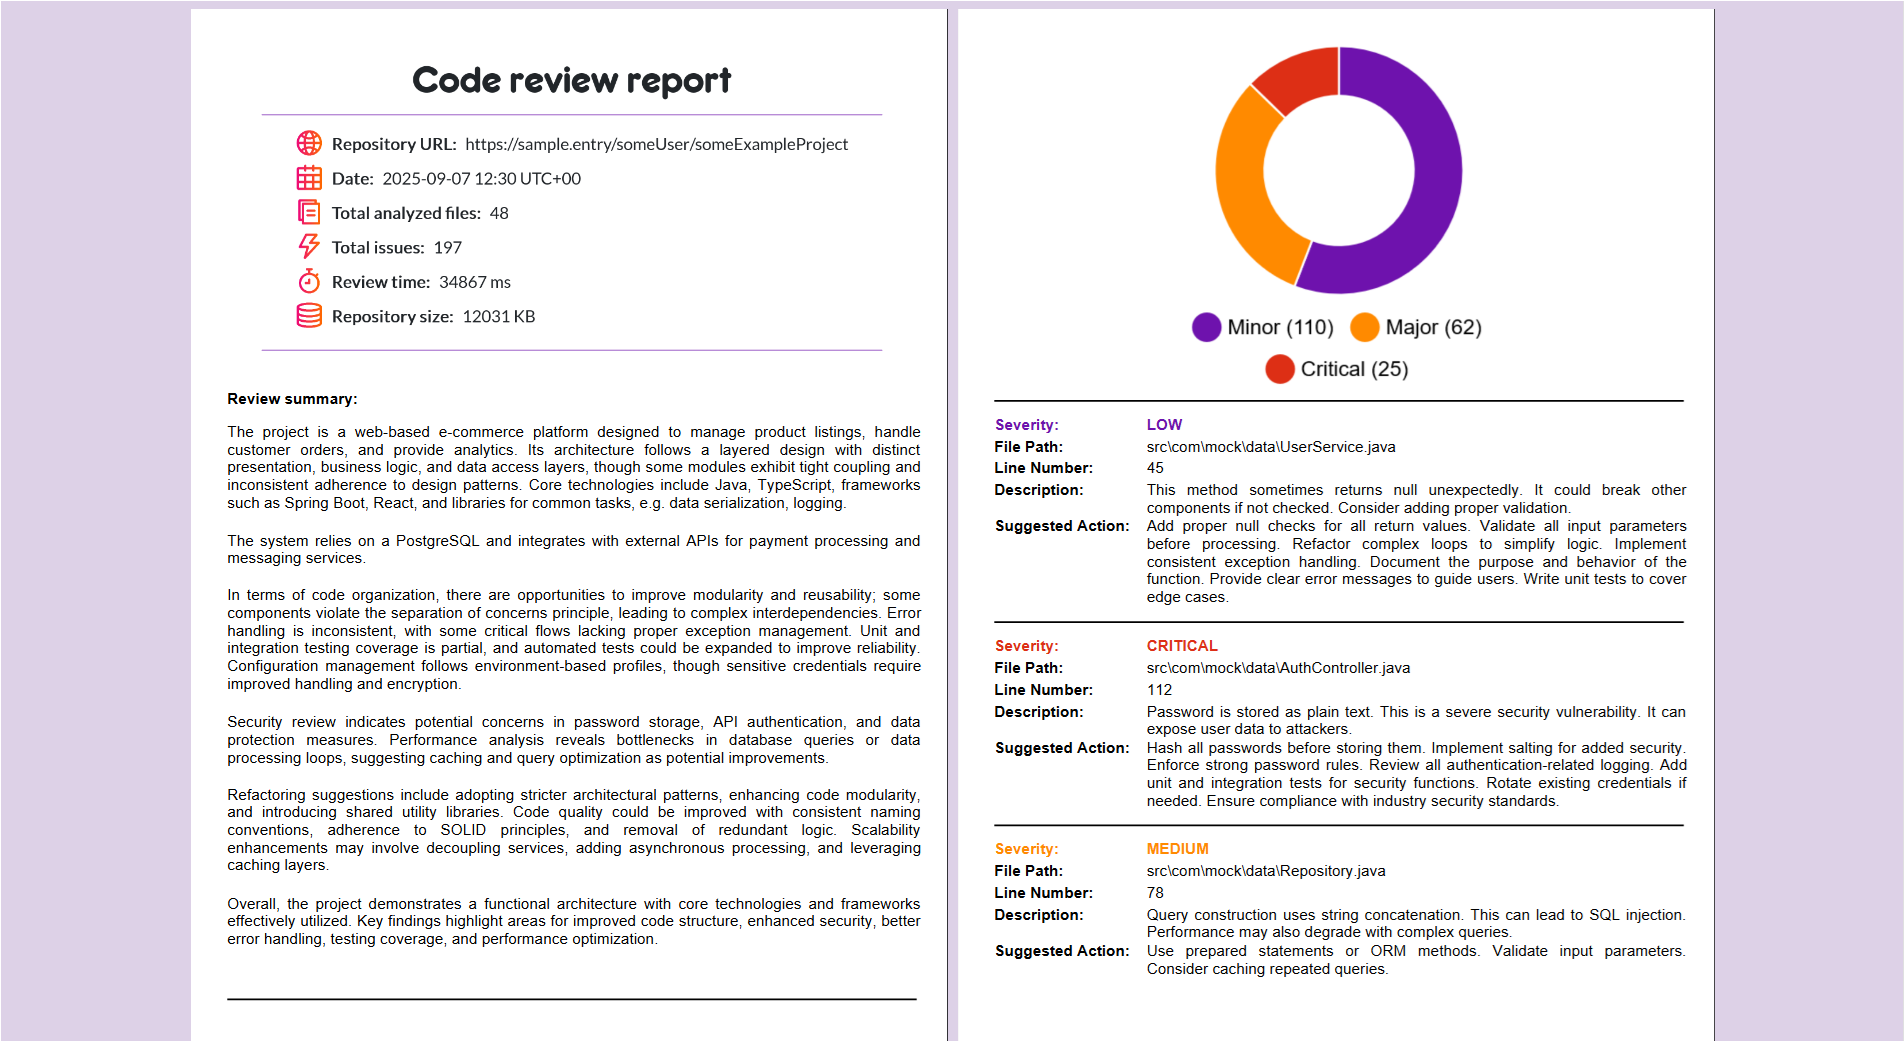 Code review report
Repository URL: https://sample.entry/someUser/someExampleProject
Date: 2025-09-07 12:30 UTC+00
Total analyzed files: 48
Total issues: 197
Review time: 34867 ms
Repository size: 12031 KB
Review summary:
The project is a web-based e-commerce platform designed to manage product listings, handle
customer orders, and provide analytics. Its architecture follows a layered design with distinct
presentation, business logic, and data access layers, though some modules exhibit tight coupling and
inconsistent adherence to design patterns. Core technologies include Java, TypeScript, frameworks
such as Spring Boot, React, and libraries for common tasks, e.g. data serialization, logging.
The system relies on a PostgreSQL and integrates with external APIs for payment processing and
messaging services.
In terms of code organization, there are opportunities to improve modularity and reusability; some
components violate the separation of concerns principle, leading to complex interdependencies. Error
handling is inconsistent, with some critical flows lacking proper exception management. Unit and
integration testing coverage is partial, and automated tests could be expanded to improve reliability.
Configuration management follows environment-based profiles, though sensitive credentials require
improved handling and encryption.
Security review indicates potential concerns in password storage, API authentication, and data
protection measures. Performance analysis reveals bottlenecks in database queries or data
processing loops, suggesting caching and query optimization as potential improvements.
Refactoring suggestions include adopting stricter architectural patterns, enhancing code modularity,
and introducing shared utility libraries. Code quality could be improved with consistent naming
conventions, adherence to SOLID principles, and removal of redundant logic. Scalability
enhancements may involve decoupling services, adding asynchronous processing, and leveraging
caching layers.
Overall, the project demonstrates a functional architecture with core technologies and frameworks
effectively utilized. Key findings highlight areas for improved code structure, enhanced security, better
error handling, testing coverage, and performance optimization.
Minor (110) Major (62)
Critical (25)
Severity: LOW
File Path: src\com\mock\data\UserService.java
Line Number: 45
Description: This method sometimes returns null unexpectedly. It could break other
components if not checked. Consider adding proper validation.
Suggested Action: Add proper null checks for all return values. Validate all input parameters
before processing. Refactor complex loops to simplify logic. Implement
consistent exception handling. Document the purpose and behavior of the
function. Provide clear error messages to guide users. Write unit tests to cover
edge cases.
Severity: CRITICAL
File Path: src\com\mock\data\AuthController.java
Line Number: 112
Description: Password is stored as plain text. This is a severe security vulnerability. It can
expose user data to attackers.
Suggested Action: Hash all passwords before storing them. Implement salting for added security.
Enforce strong password rules. Review all authentication-related logging. Add
unit and integration tests for security functions. Rotate existing credentials if
needed. Ensure compliance with industry security standards.
Severity: MEDIUM
File Path: src\com\mock\data\Repository.java
Line Number: 78
Description: Query construction uses string concatenation. This can lead to SQL injection.
Performance may also degrade with complex queries.
Suggested Action: Use prepared statements or ORM methods. Validate input parameters.
Consider caching repeated queries.